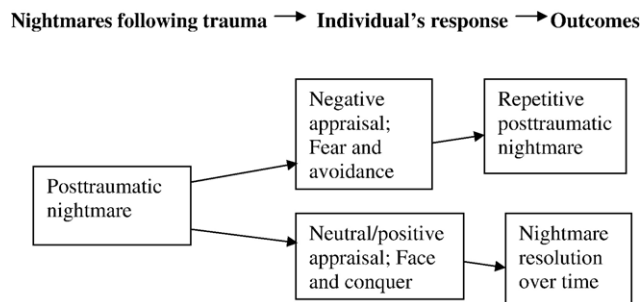 Nightmares following trauma → Individual's response → Outcomes
Negative
appraisal;
Fear and
avoidance
Repetitive
posttraumatic
nightmare
Posttraumatic
nightmare
Neutral/positive
appraisal; Face
and conquer
Nightmare
resolution
over time